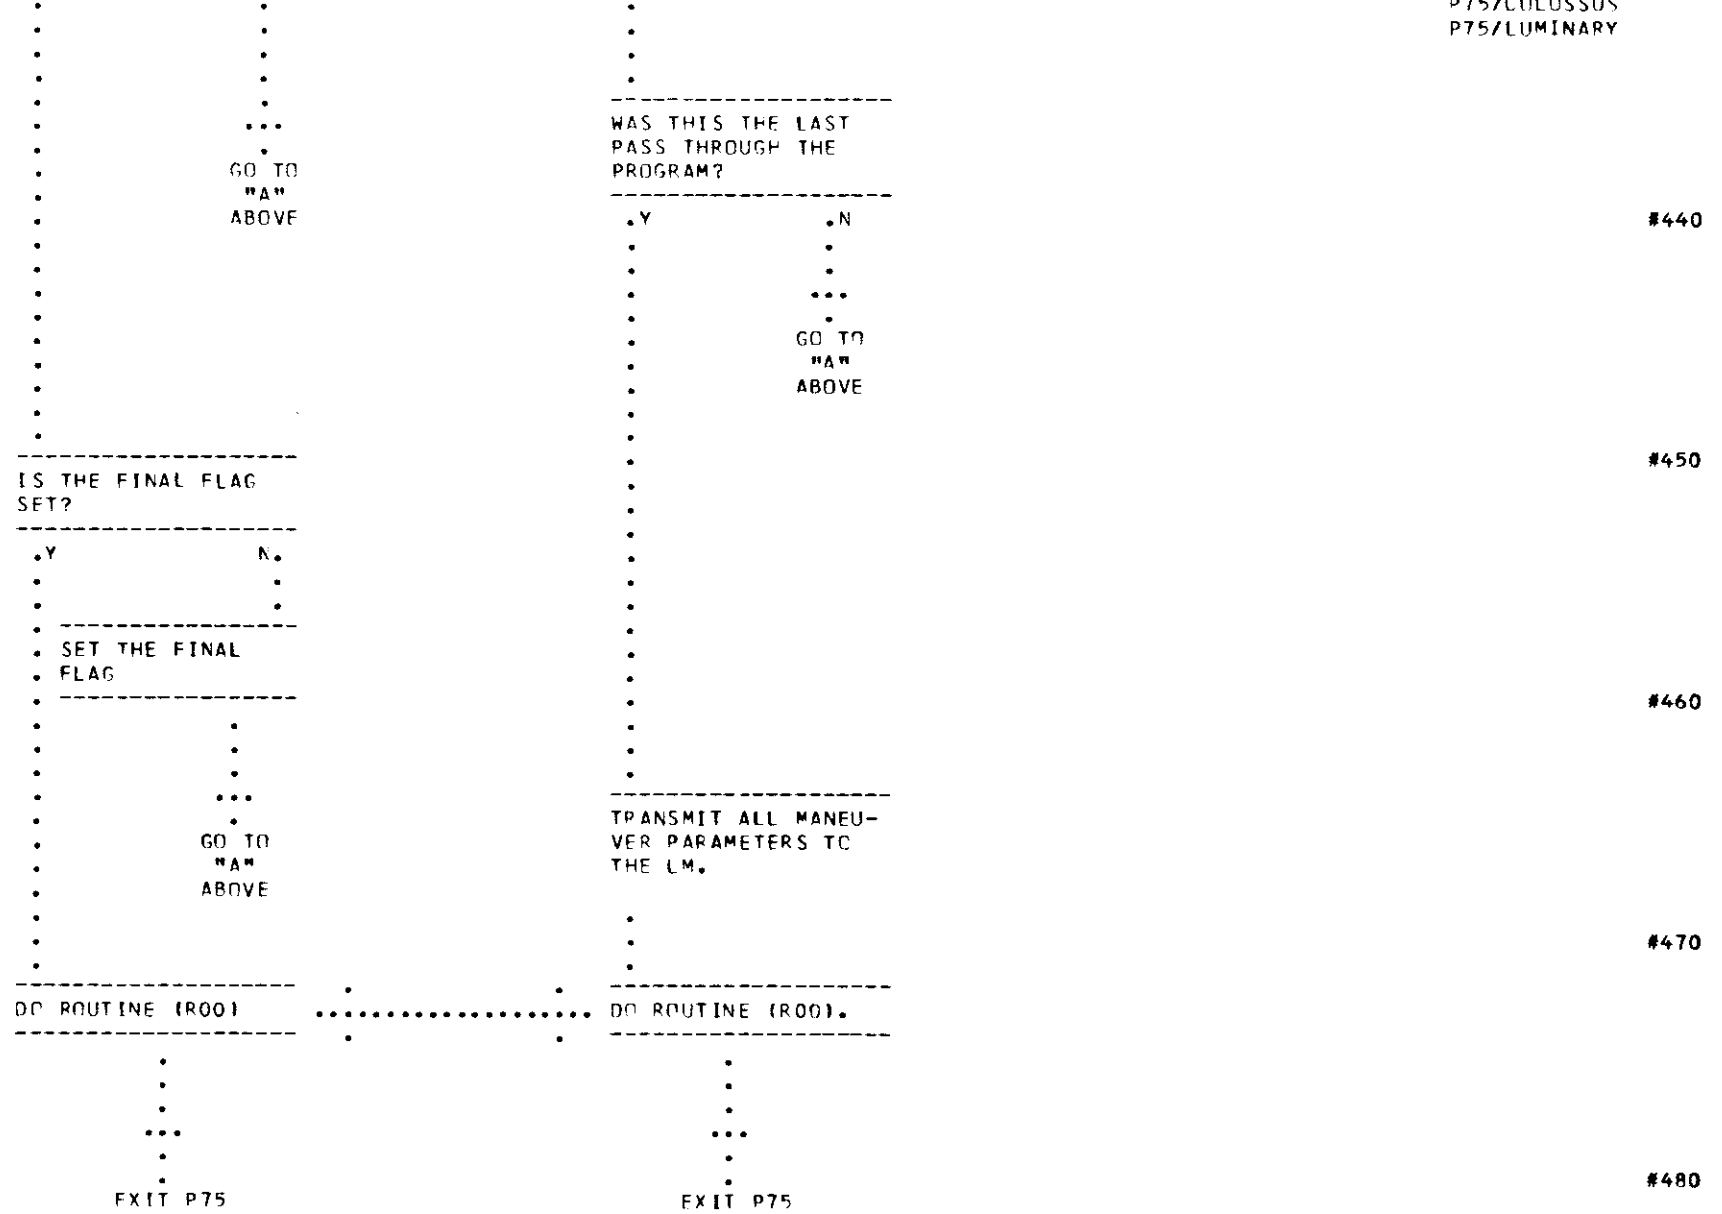 P75/COLOSSUS
P75/LUMINARY
WAS THIS THE LAST
PASS THROUGH THE
PROGRAM?
GO TO
"A"
ABOVE
.Y .N
#440
GO TO
"A"
ABOVE
#450
IS THE FINAL FLAG
SET?
.Y N.
SET THE FINAL
FLAG
#460
TRANSMIT ALL MANEU-
VER PARAMETERS TO
THE LM.
GO TO
"A"
ABOVE
#470
DO ROUTINE (R00)
DO ROUTINE (R00).
#480
EXIT P75
EXIT P75